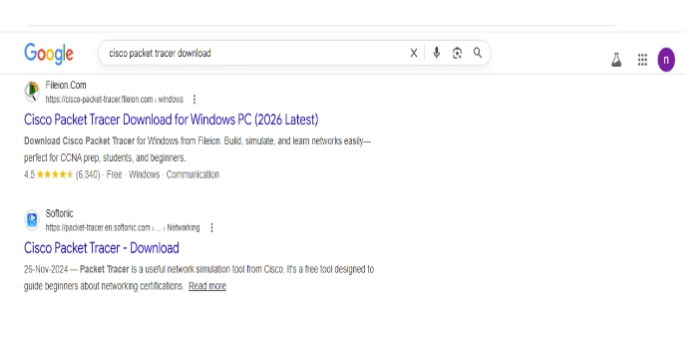 Google
cisco packet tracer download
n
Fileion.Com
https://cisco-packet-tracer.fileion.com › windows
Cisco Packet Tracer Download for Windows PC (2026 Latest)
Download Cisco Packet Tracer for Windows from Fileion. Build, simulate, and learn networks easily—
perfect for CCNA prep, students, and beginners.
4.5 ★★★★★ (6,340) · Free · Windows · Communication
Softonic
https://packet-tracer.en.softonic.com › ... › Networking
Cisco Packet Tracer - Download
26-Nov-2024 — Packet Tracer is a useful network simulation tool from Cisco. It's a free tool designed to
guide beginners about networking certifications. Read more